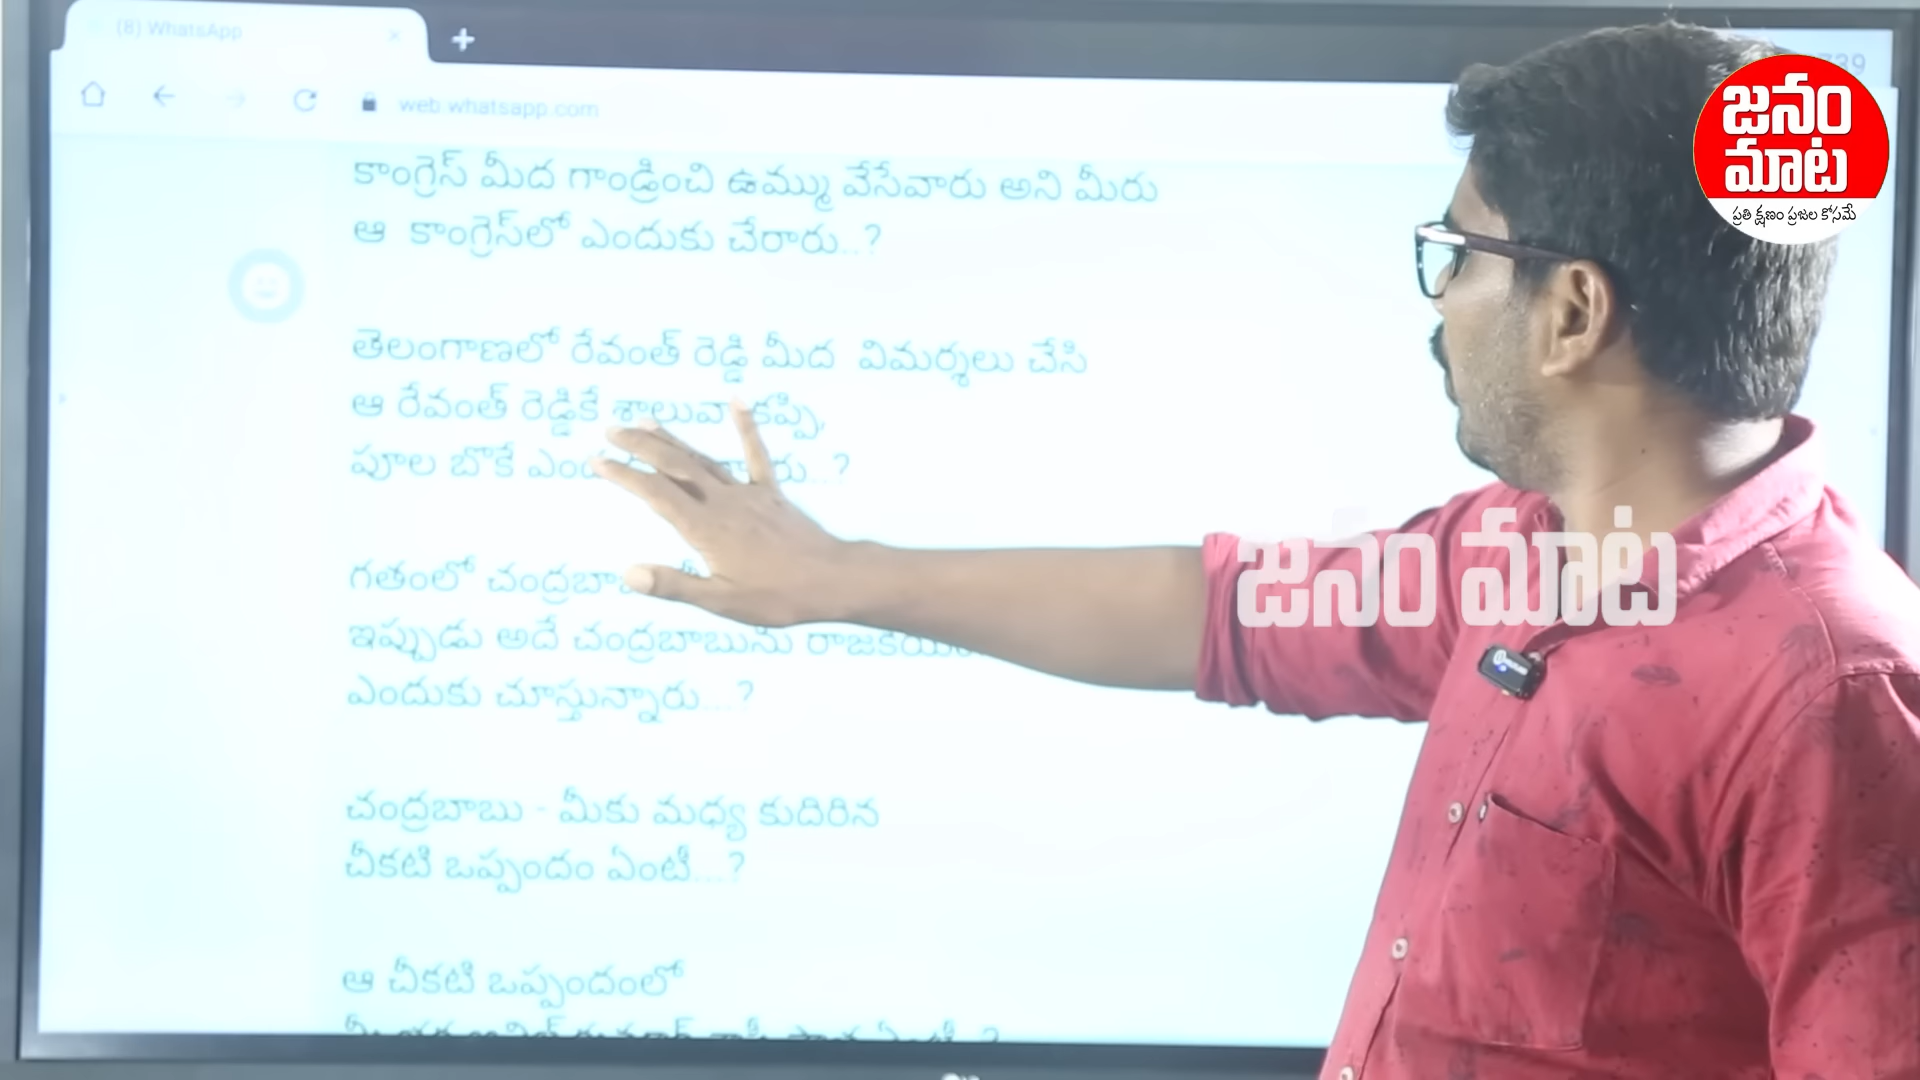 (8) WhatsApp
web.whatsapp.com
739
జనం
మాట
ప్రతి క్షణం ప్రజల కోసమే
కాంగ్రెస్ మీద గాండ్రించి ఉమ్ము వేసేవారు అని మీరు
ఆ కాంగ్రెస్‌లో ఎందుకు చేరారు..?
తెలంగాణలో రేవంత్ రెడ్డి మీద విమర్శలు చేసి
ఆ రేవంత్ రెడ్డికే శాలువా కప్పి,
పూల బొకే
గతంలో
ఇప్పుడు అదే చంద్రబాబును
ఎందుకు చూస్తున్నారు....?
చంద్రబాబు - మీకు మధ్య కుదిరిన
చీకటి ఒప్పందం ఏంటీ....?
ఆ చీకటి ఒప్పందంలో
జనం మాట